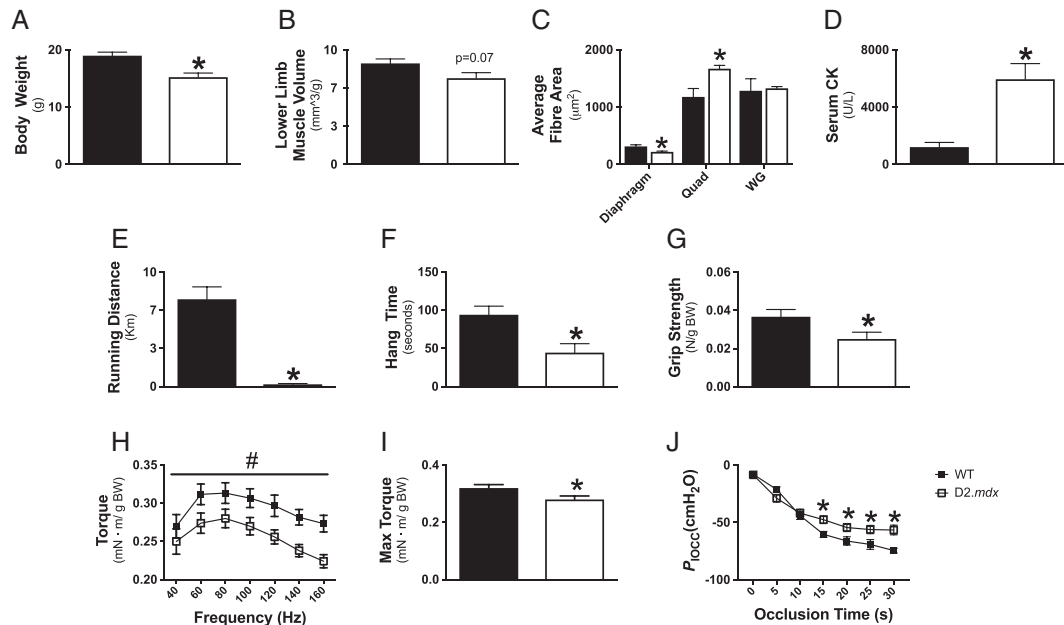 A
Body Weight
(g)
20
10
0
*
B
Lower Limb
Muscle Volume
(mm^3/g)
10
7
3
0
p=0.07
C
Average
Fibre Area
(μm²)
2000
1000
0
*
*
Diaphragm
Quad
WG
D
Serum CK
(U/L)
8000
4000
0
*
E
Running Distance
(Km)
10
7
3
0
*
F
Hang Time
(seconds)
150
100
50
0
*
G
Grip Strength
(N/g BW)
0.06
0.04
0.02
0.00
*
H
Torque
(mN · m/ g BW)
0.35
0.30
0.25
0.20
#
40 60 80 100 120 140 160
Frequency (Hz)
I
Max Torque
(mN · m/ g BW)
0.4
0.2
0.0
*
J
PIOCC(cmH2O)
0
-50
-100
* * * *
0 5 10 15 20 25 30
Occlusion Time (s)
WT
D2.mdx